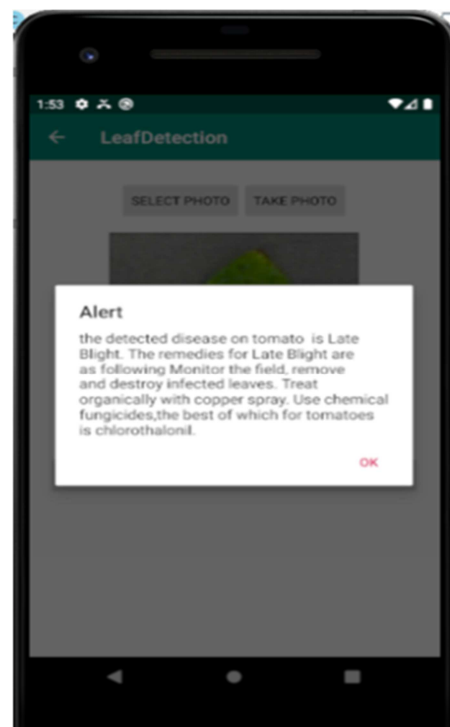 1:53
LeafDetection
SELECT PHOTO TAKE PHOTO
Alert
the detected disease on tomato is Late
Blight. The remedies for Late Blight are
as following Monitor the field, remove
and destroy infected leaves. Treat
organically with copper spray. Use chemical
fungicides,the best of which for tomatoes
is chlorothalonil.
OK